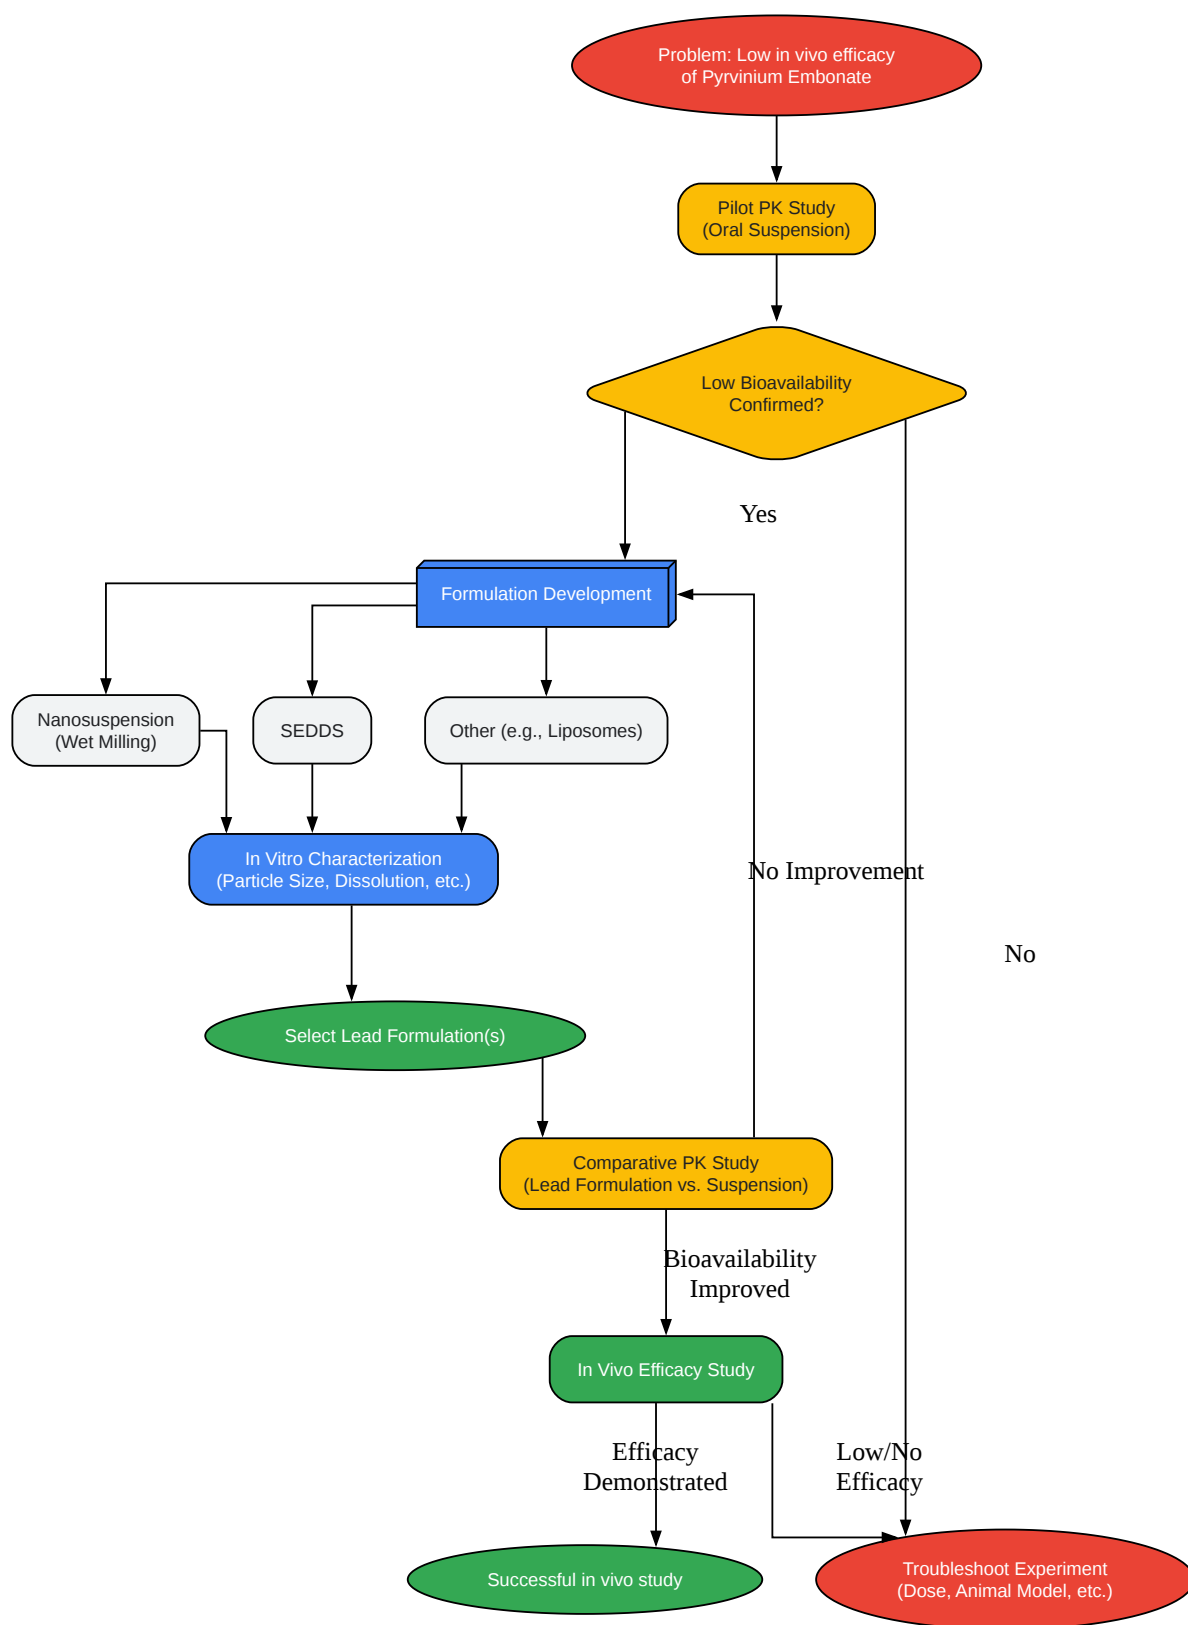 Problem: Low in vivo efficacy
of Pyrvinium Embonate
Pilot PK Study
(Oral Suspension)
Low Bioavailability
Confirmed?
Yes
Formulation Development
Nanosuspension
(Wet Milling)
SEDDS
Other (e.g., Liposomes)
In Vitro Characterization
(Particle Size, Dissolution, etc.)
No Improvement
No
Select Lead Formulation(s)
Comparative PK Study
(Lead Formulation vs. Suspension)
Bioavailability
Improved
In Vivo Efficacy Study
Efficacy
Demonstrated
Low/No
Efficacy
Successful in vivo study
Troubleshoot Experiment
(Dose, Animal Model, etc.)